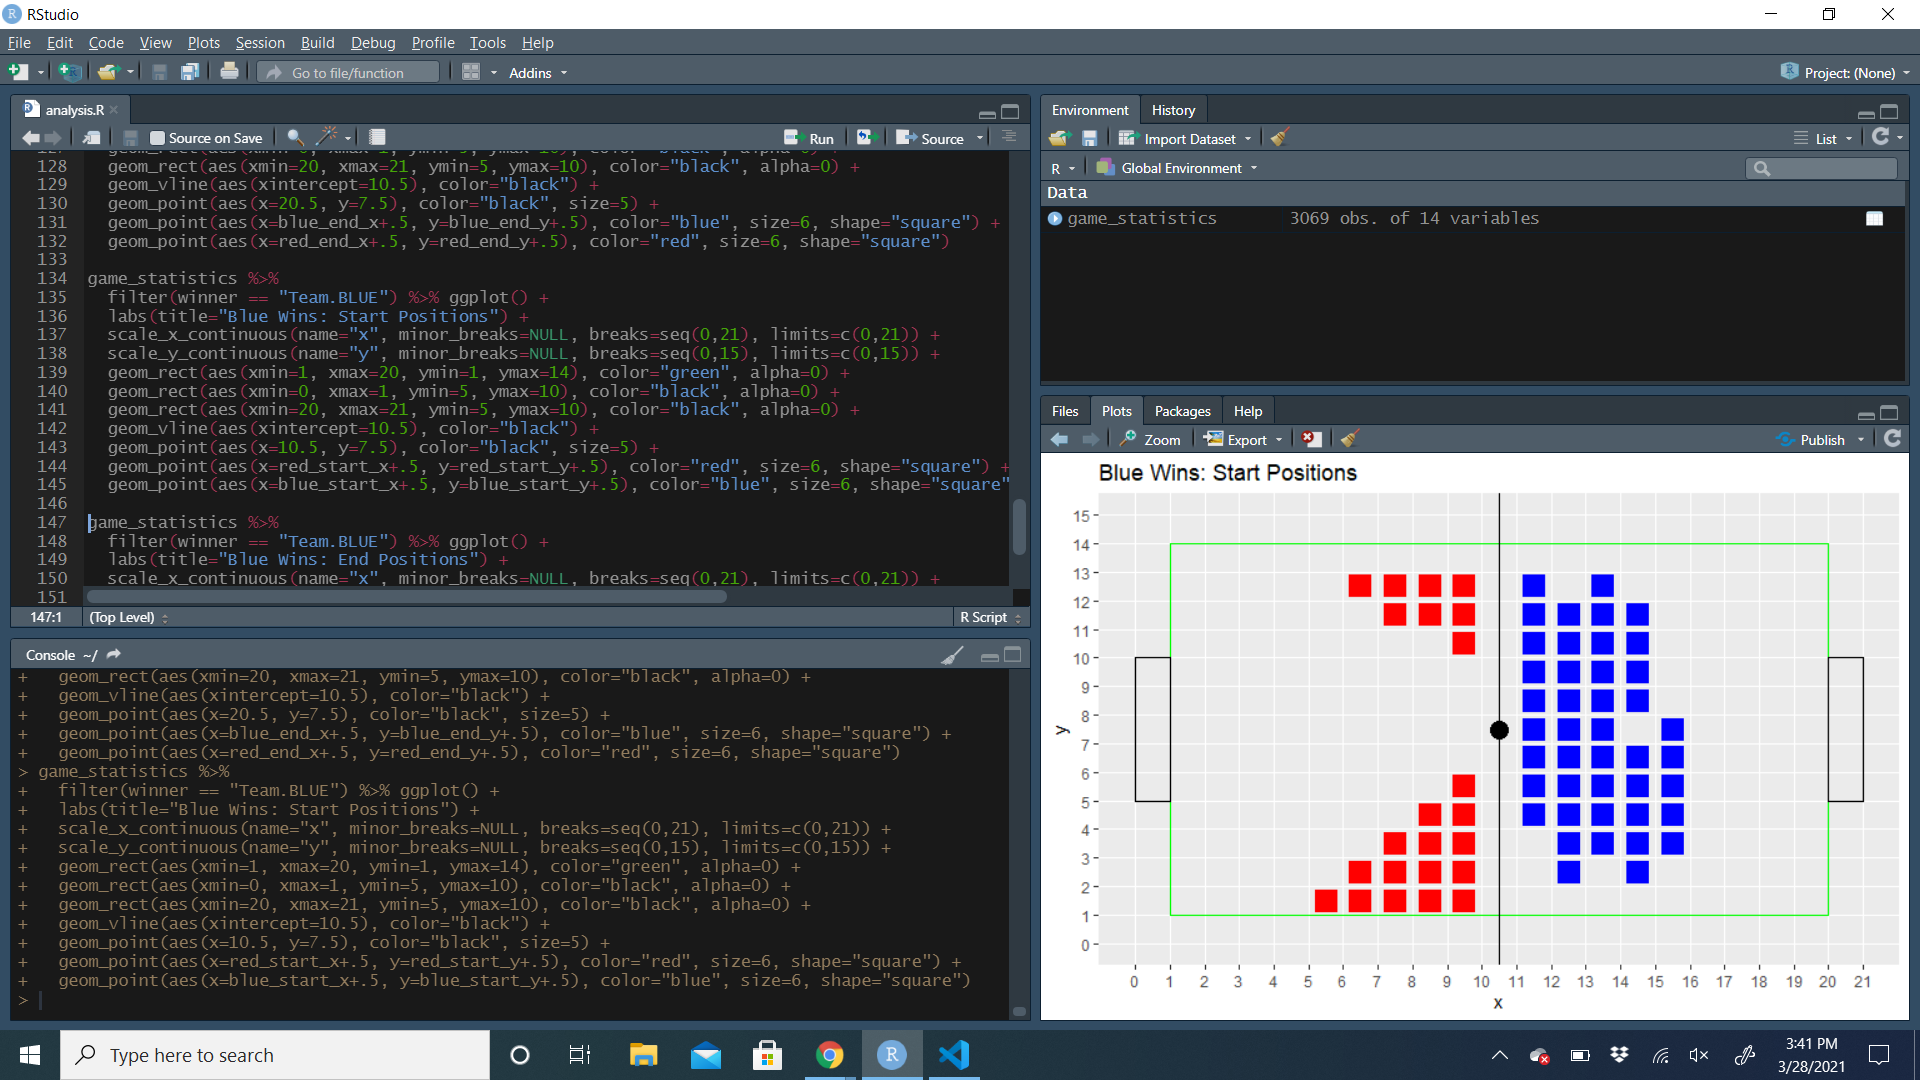 RStudio
File Edit Code View Plots Session Build Debug Profile Tools Help
Go to file/function Addins Project: (None)
analysis.R
Source on Save Run Source
128 geom_rect(aes(xmin=20, xmax=21, ymin=5, ymax=10), color="black", alpha=0) +
129 geom_vline(aes(xintercept=10.5), color="black") +
130 geom_point(aes(x=20.5, y=7.5), color="black", size=5) +
131 geom_point(aes(x=blue_end_x+.5, y=blue_end_y+.5), color="blue", size=6, shape="square") +
132 geom_point(aes(x=red_end_x+.5, y=red_end_y+.5), color="red", size=6, shape="square")
133
134 game_statistics %>%
135 filter(winner == "Team.BLUE") %>% ggplot() +
136 labs(title="Blue Wins: Start Positions") +
137 scale_x_continuous(name="x", minor_breaks=NULL, breaks=seq(0,21), limits=c(0,21)) +
138 scale_y_continuous(name="y", minor_breaks=NULL, breaks=seq(0,15), limits=c(0,15)) +
139 geom_rect(aes(xmin=1, xmax=20, ymin=1, ymax=14), color="green", alpha=0) +
140 geom_rect(aes(xmin=0, xmax=1, ymin=5, ymax=10), color="black", alpha=0) +
141 geom_rect(aes(xmin=20, xmax=21, ymin=5, ymax=10), color="black", alpha=0) +
142 geom_vline(aes(xintercept=10.5), color="black") +
143 geom_point(aes(x=10.5, y=7.5), color="black", size=5) +
144 geom_point(aes(x=red_start_x+.5, y=red_start_y+.5), color="red", size=6, shape="square") +
145 geom_point(aes(x=blue_start_x+.5, y=blue_start_y+.5), color="blue", size=6, shape="square"
146
147 game_statistics %>%
148 filter(winner == "Team.BLUE") %>% ggplot() +
149 labs(title="Blue Wins: End Positions") +
150 scale_x_continuous(name="x", minor_breaks=NULL, breaks=seq(0,21), limits=c(0,21)) +
151
147:1 (Top Level) R Script
Console ~/
+ geom_rect(aes(xmin=20, xmax=21, ymin=5, ymax=10), color="black", alpha=0) +
+ geom_vline(aes(xintercept=10.5), color="black") +
+ geom_point(aes(x=20.5, y=7.5), color="black", size=5) +
+ geom_point(aes(x=blue_end_x+.5, y=blue_end_y+.5), color="blue", size=6, shape="square") +
+ geom_point(aes(x=red_end_x+.5, y=red_end_y+.5), color="red", size=6, shape="square")
> game_statistics %>%
+ filter(winner == "Team.BLUE") %>% ggplot() +
+ labs(title="Blue Wins: Start Positions") +
+ scale_x_continuous(name="x", minor_breaks=NULL, breaks=seq(0,21), limits=c(0,21)) +
+ scale_y_continuous(name="y", minor_breaks=NULL, breaks=seq(0,15), limits=c(0,15)) +
+ geom_rect(aes(xmin=1, xmax=20, ymin=1, ymax=14), color="green", alpha=0) +
+ geom_rect(aes(xmin=0, xmax=1, ymin=5, ymax=10), color="black", alpha=0) +
+ geom_rect(aes(xmin=20, xmax=21, ymin=5, ymax=10), color="black", alpha=0) +
+ geom_vline(aes(xintercept=10.5), color="black") +
+ geom_point(aes(x=10.5, y=7.5), color="black", size=5) +
+ geom_point(aes(x=red_start_x+.5, y=red_start_y+.5), color="red", size=6, shape="square") +
+ geom_point(aes(x=blue_start_x+.5, y=blue_start_y+.5), color="blue", size=6, shape="square")
>
Environment History
Import Dataset List
R Global Environment
Data
game_statistics 3069 obs. of 14 variables
Files Plots Packages Help
Zoom Export Publish
Blue Wins: Start Positions
15
14
13
12
11
10
9
8
y
7
6
5
4
3
2
1
0
0 1 2 3 4 5 6 7 8 9 10 11 12 13 14 15 16 17 18 19 20 21
x
Type here to search
3:41 PM
3/28/2021